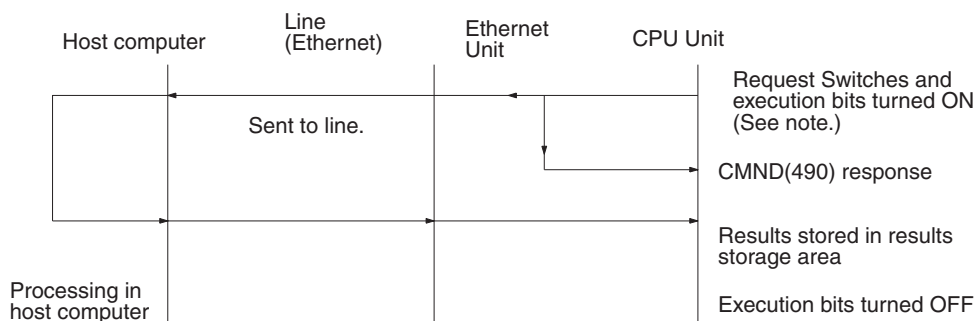 Host computer
Line
(Ethernet)
Ethernet
Unit
CPU Unit
Request Switches and
execution bits turned ON
(See note.)
Sent to line.
CMND(490) response
Results stored in results
storage area
Processing in
host computer
Execution bits turned OFF